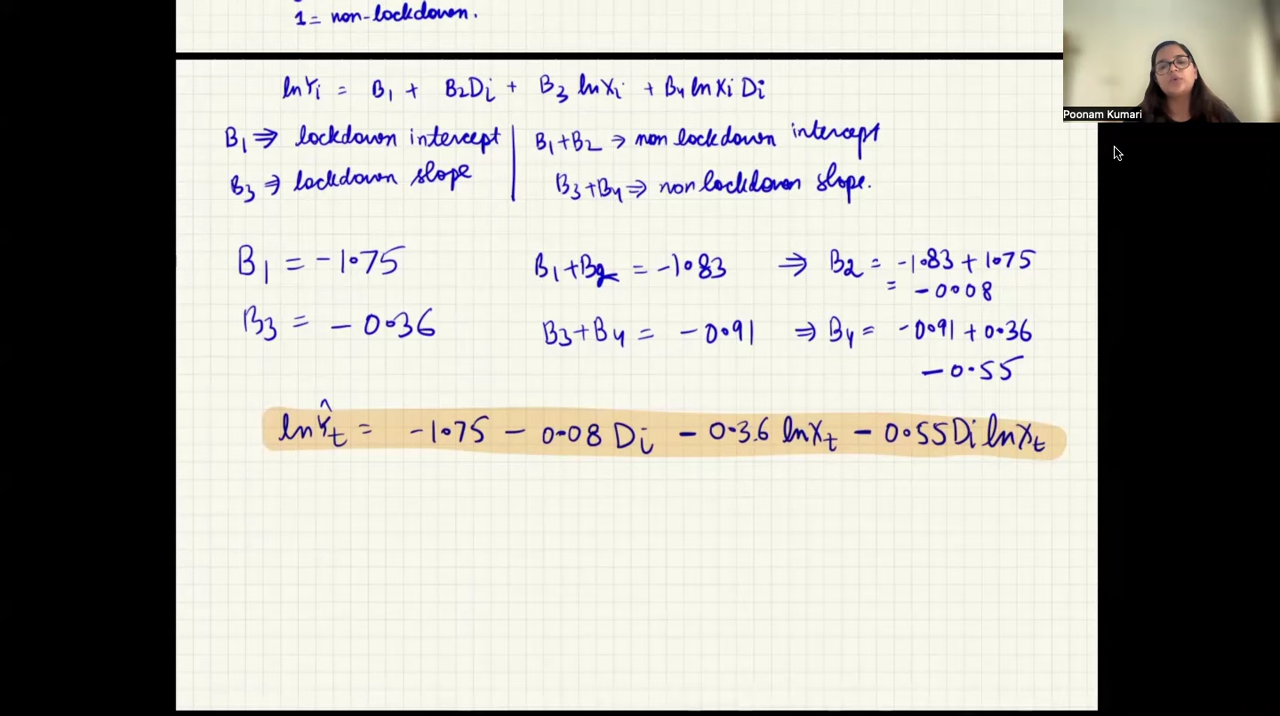 1 = non-lockdown.
lnYi = B1 + B2Di + B3 lnXi + B4 lnXi Di
B1 ⇒ lockdown intercept | B1+B2 → non lockdown intercept
B3 ⇒ lockdown slope | B3+B4 ⇒ non lockdown slope.
B1 = -1.75 B1+B2 = -1.83 ⇒ B2 = -1.83 + 1.75
= -0.08
B3 = -0.36 B3+B4 = -0.91 ⇒ B4 = -0.91 + 0.36
-0.55
lnŶt = -1.75 - 0.08 Di - 0.36 lnXt - 0.55 Di lnXt
Poonam Kumari